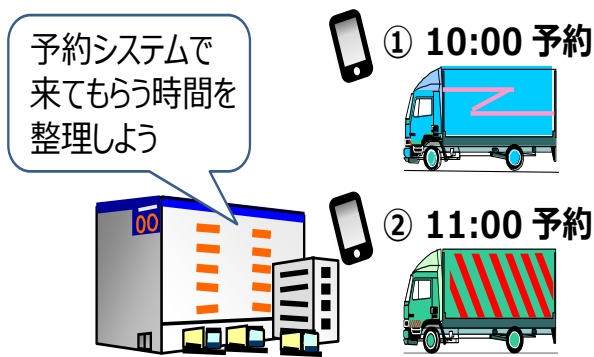 予約システムで
来てもらう時間を
整理しよう
① 10:00 予約
② 11:00 予約
00